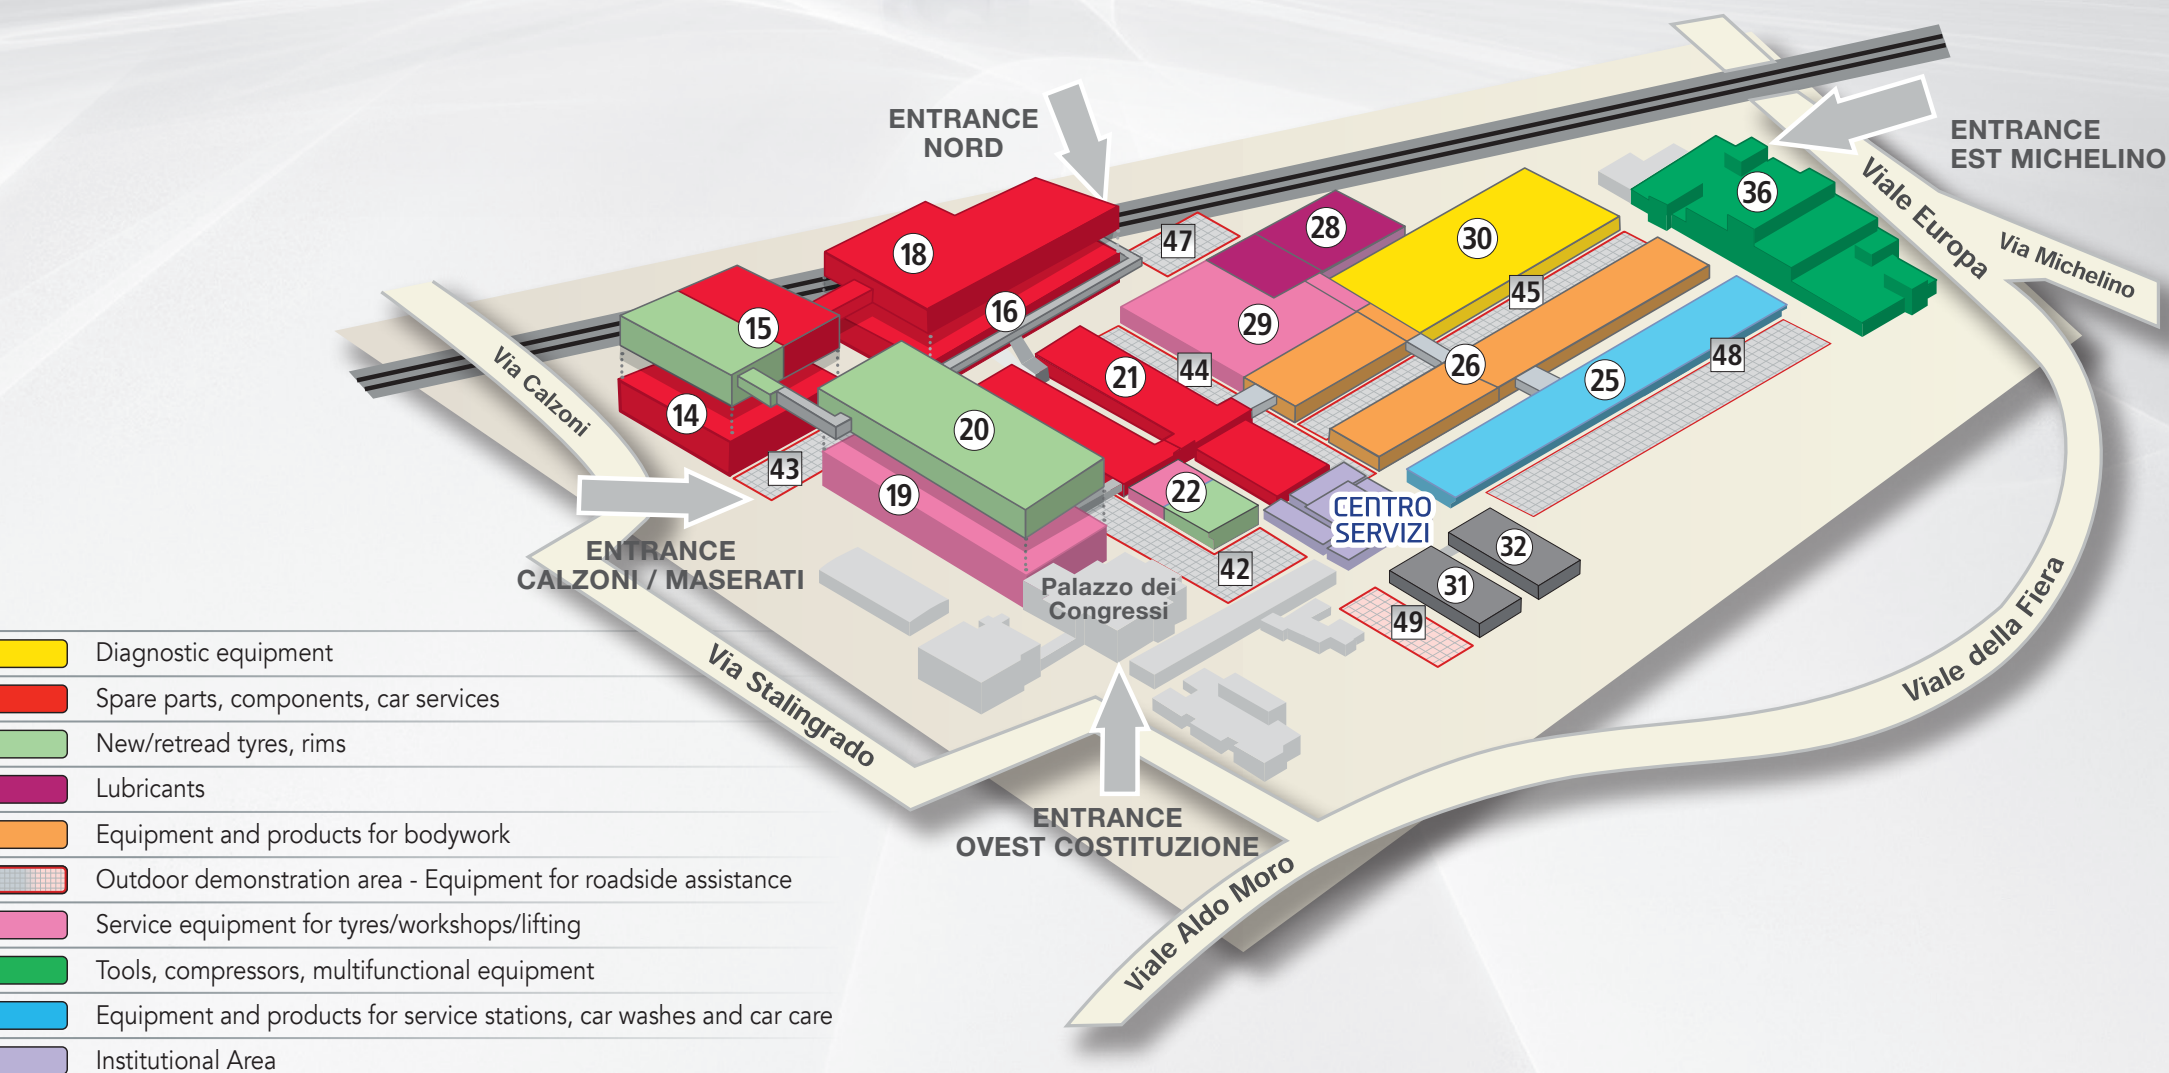 ENTRANCE
NORD
ENTRANCE
EST MICHELINO
Viale Europa
Via Michelino
36
28
30
47
18
45
16
15
29
21
44
26
25
48
Via Calzoni
14
20
43
19
22
CENTRO
SERVIZI
32
42
31
49
ENTRANCE
CALZONI / MASERATI
Palazzo dei
Congressi
Via Stalingrado
Viale della Fiera
ENTRANCE
OVEST COSTITUZIONE
Viale Aldo Moro
Diagnostic equipment
Spare parts, components, car services
New/retread tyres, rims
Lubricants
Equipment and products for bodywork
Outdoor demonstration area - Equipment for roadside assistance
Service equipment for tyres/workshops/lifting
Tools, compressors, multifunctional equipment
Equipment and products for service stations, car washes and car care
Institutional Area